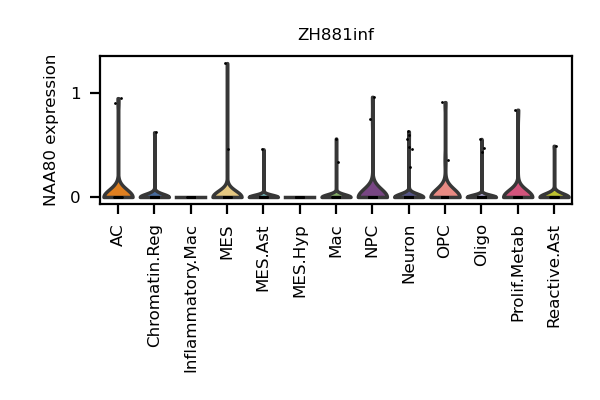 ZH881inf
NAA80 expression
1
0
AC
Chromatin.Reg
Inflammatory.Mac
MES
MES.Ast
MES.Hyp
Mac
NPC
Neuron
OPC
Oligo
Prolif.Metab
Reactive.Ast